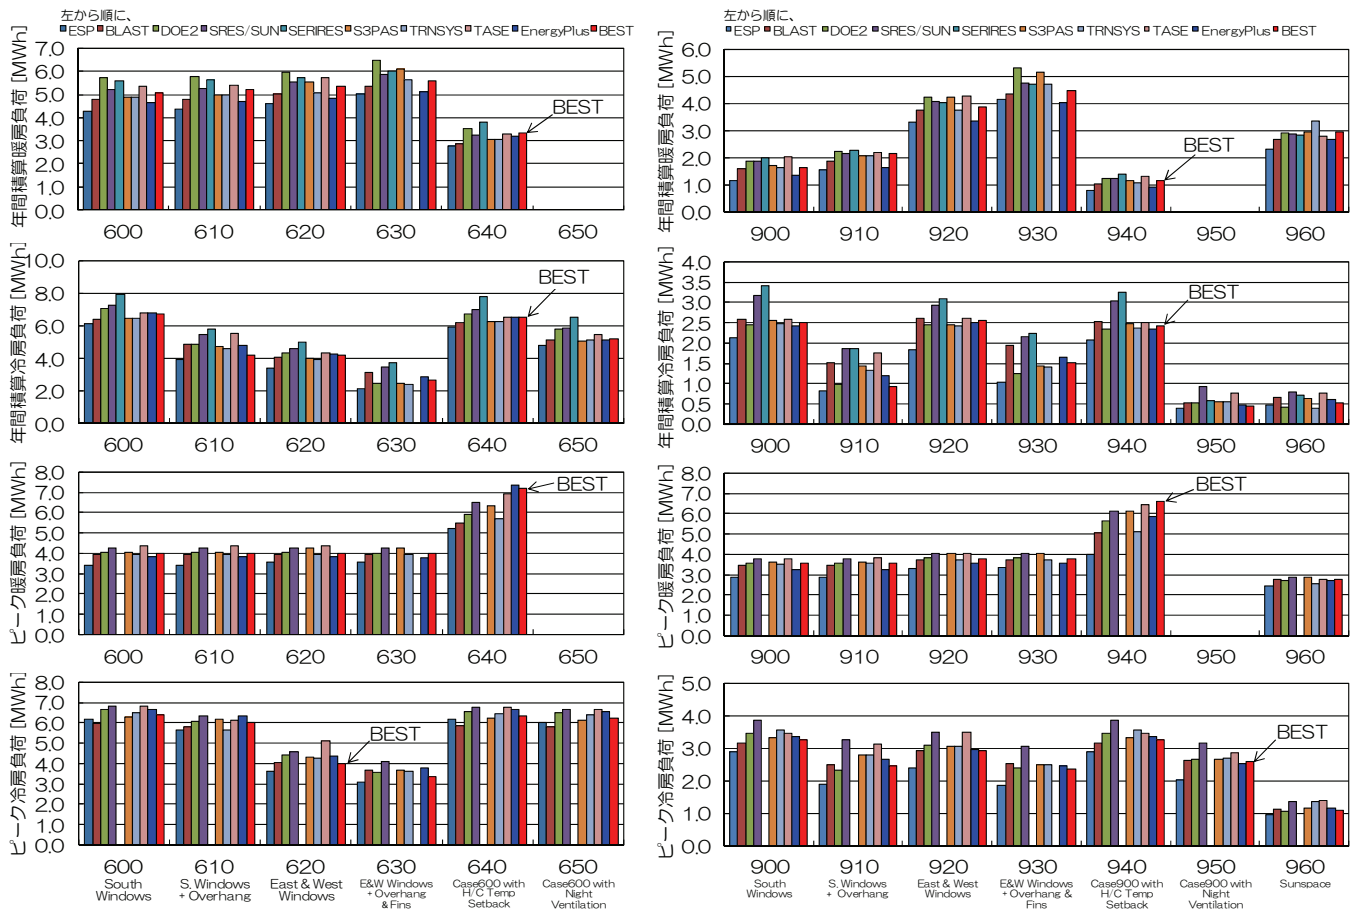 左から順に、
ESP BLAST DOE2 SRES/SUN SERIRES S3PAS TRNSYS TASE EnergyPlus BEST
年間積算暖房負荷 [MWh]
7.0
6.0
5.0
4.0
3.0
2.0
1.0
0.0
BEST
600 610 620 630 640 650
年間積算冷房負荷 [MWh]
10.0
8.0
6.0
4.0
2.0
0.0
BEST
600 610 620 630 640 650
ピーク暖房負荷 [MWh]
8.0
7.0
6.0
5.0
4.0
3.0
2.0
1.0
0.0
BEST
600 610 620 630 640 650
ピーク冷房負荷 [MWh]
8.0
7.0
6.0
5.0
4.0
3.0
2.0
1.0
0.0
BEST
600 610 620 630 640 650
South
Windows
S. Windows
+ Overhang
East & West
Windows
E&W Windows
+ Overhang
& Fins
Case600 with
H/C Temp
Setback
Case600 with
Night
Ventilation
左から順に、
ESP BLAST DOE2 SRES/SUN SERIRES S3PAS TRNSYS TASE EnergyPlus BEST
年間積算暖房負荷 [MWh]
6.0
5.0
4.0
3.0
2.0
1.0
0.0
BEST
900 910 920 930 940 950 960
年間積算冷房負荷 [MWh]
4.0
3.5
3.0
2.5
2.0
1.5
1.0
0.5
0.0
BEST
900 910 920 930 940 950 960
ピーク暖房負荷 [MWh]
8.0
7.0
6.0
5.0
4.0
3.0
2.0
1.0
0.0
BEST
900 910 920 930 940 950 960
ピーク冷房負荷 [MWh]
5.0
4.0
3.0
2.0
1.0
0.0
BEST
900 910 920 930 940 950 960
South
Windows
S. Windows
+ Overhang
East & West
Windows
E&W Windows
+ Overhang &
Fins
Case900 with
H/C Temp
Setback
Case900 with
Night
Ventilation
Sunspace